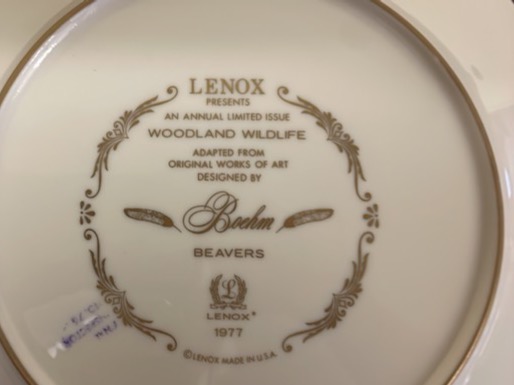 LENOX
PRESENTS
AN ANNUAL LIMITED ISSUE
WOODLAND WILDLIFE
ADAPTED FROM
ORIGINAL WORKS OF ART
DESIGNED BY
Boehm
BEAVERS
L
LENOX®
1977
©LENOX MADE IN U.S.A.